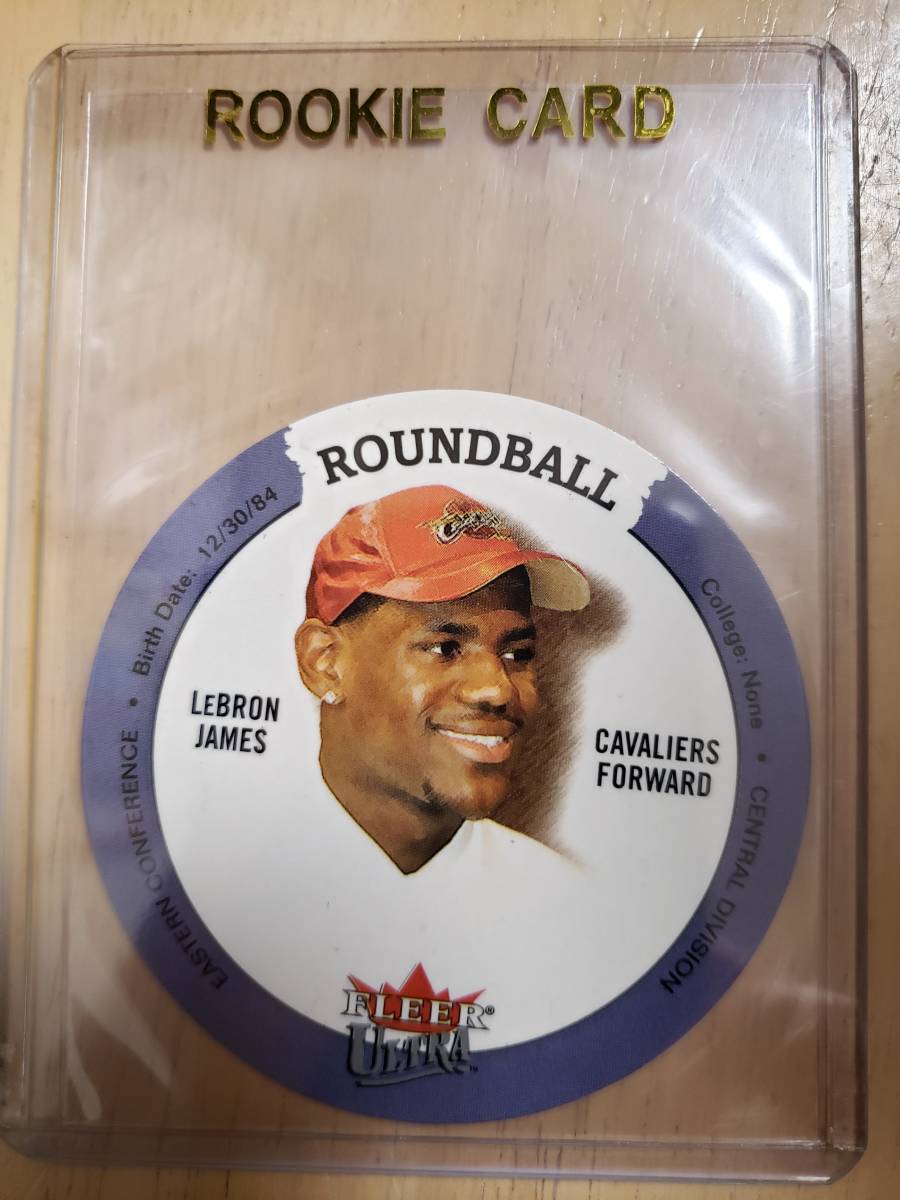 ROOKIE CARD
ROUNDBALL
EASTERN CONFERENCE • Birth Date: 12/30/84
College: None • CENTRAL DIVISION
LeBRON
JAMES
CAVALIERS
FORWARD
FLEER®
ULTRA™